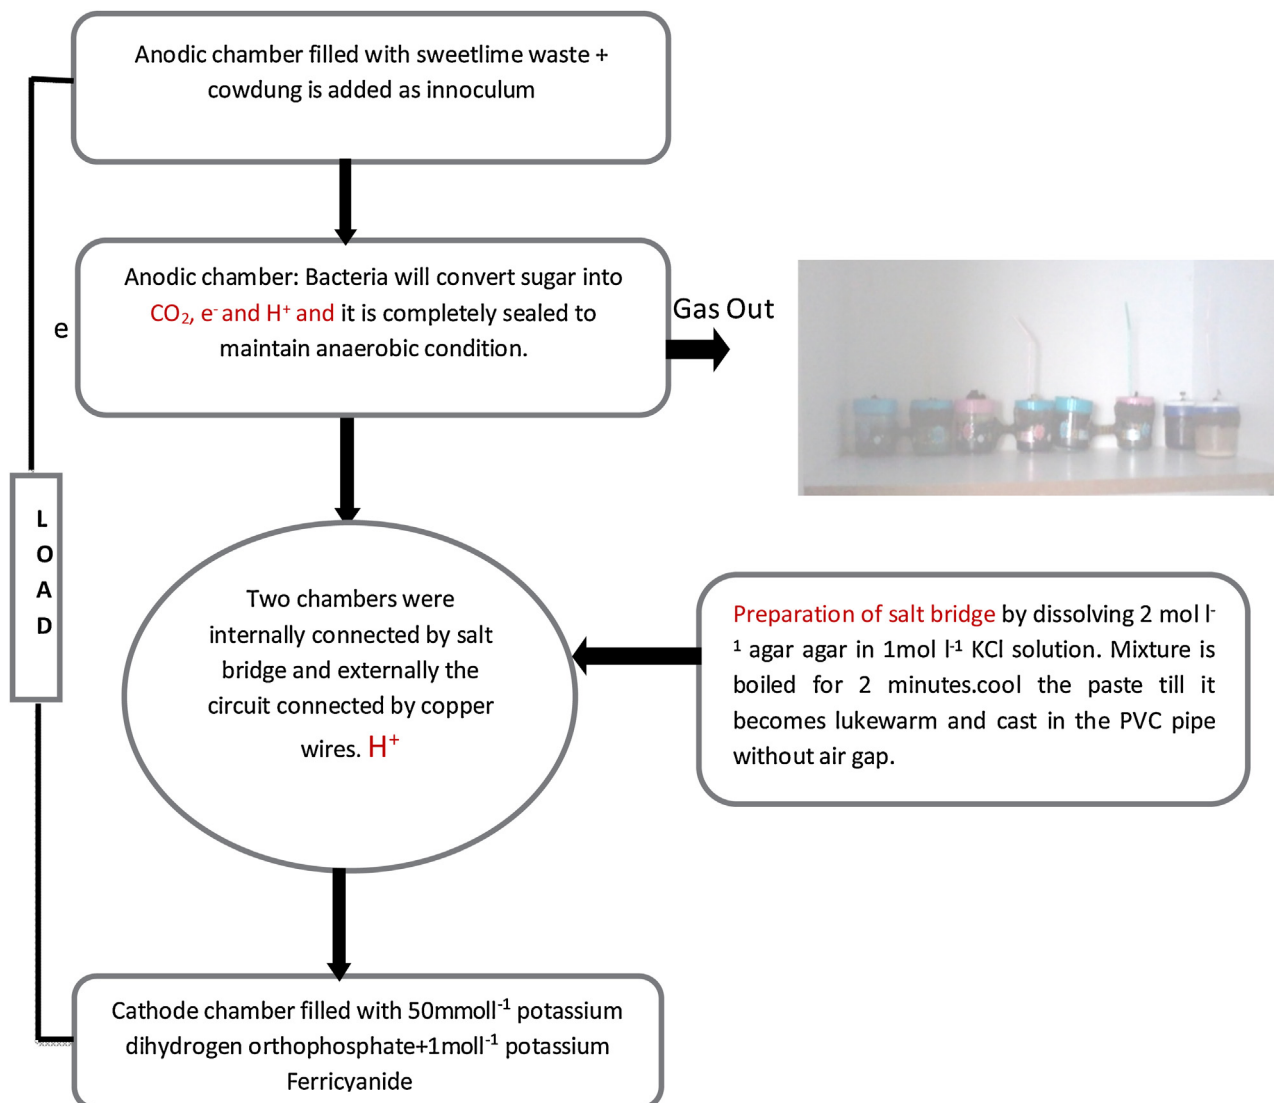 Anodic chamber filled with sweetlime waste +
cowdung is added as innoculum
Anodic chamber: Bacteria will convert sugar into
CO₂, e⁻ and H⁺ and it is completely sealed to
maintain anaerobic condition.
Gas Out
e
L
O
A
D
Two chambers were
internally connected by salt
bridge and externally the
circuit connected by copper
wires. H⁺
Preparation of salt bridge by dissolving 2 mol l⁻
¹ agar agar in 1mol l⁻¹ KCl solution. Mixture is
boiled for 2 minutes.cool the paste till it
becomes lukewarm and cast in the PVC pipe
without air gap.
Cathode chamber filled with 50mmoll⁻¹ potassium
dihydrogen orthophosphate+1moll⁻¹ potassium
Ferricyanide